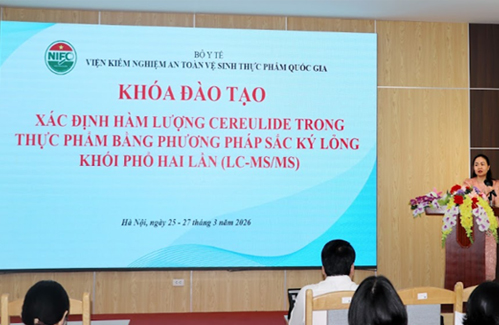 NIFC
BỘ Y TẾ
VIỆN KIỂM NGHIỆM AN TOÀN VỆ SINH THỰC PHẨM QUỐC GIA
KHÓA ĐÀO TẠO
XÁC ĐỊNH HÀM LƯỢNG CEREULIDE TRONG
THỰC PHẨM BẰNG PHƯƠNG PHÁP SẮC KÝ LỎNG
KHỐI PHỔ HAI LẦN (LC-MS/MS)
Hà Nội, ngày 25 - 27 tháng 3 năm 2026